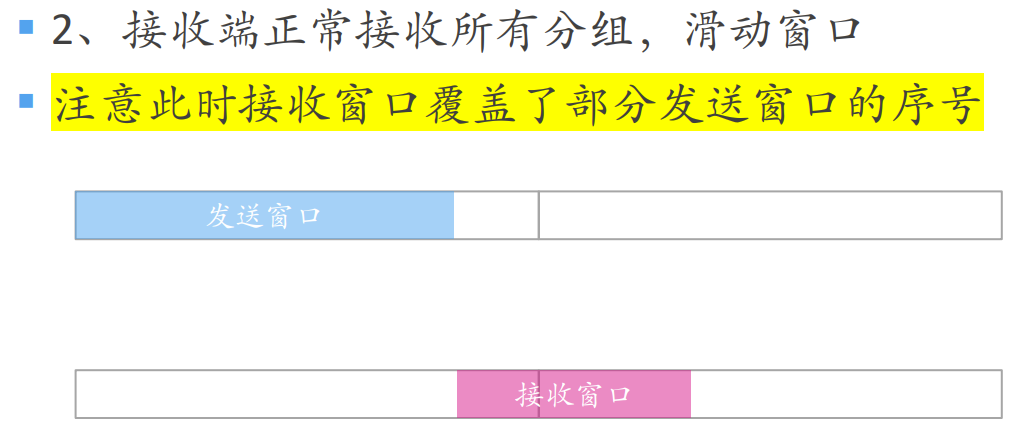 2、接收端正常接收所有分组，滑动窗口
注意此时接收窗口覆盖了部分发送窗口的序号
发送窗口
接收窗口